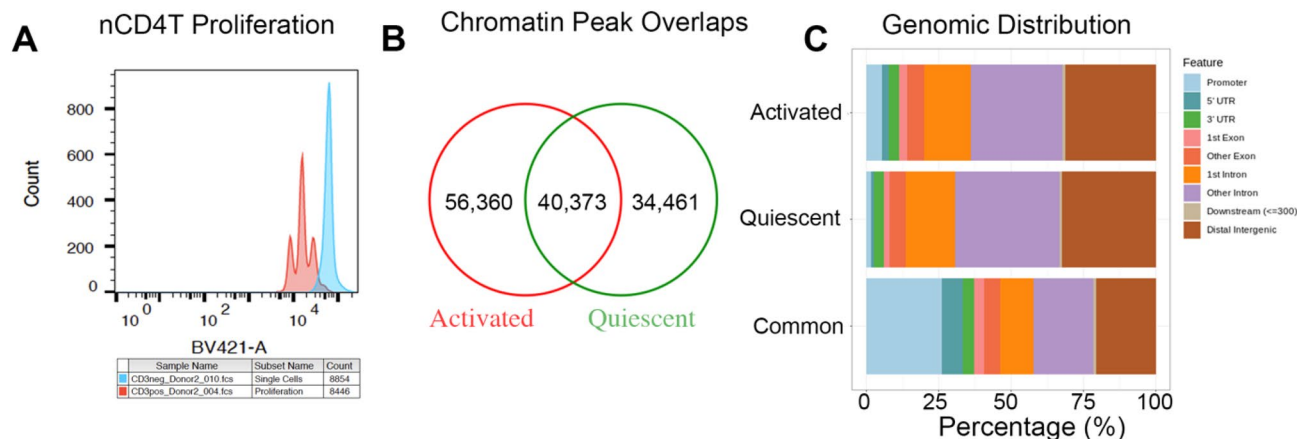 A nCD4T Proliferation
Count
800
600
400
200
0
10 0
10 2
10 4
BV421-A
Sample Name Subset Name Count
CD3neg_Donor2_010.fcs Single Cells 8854
CD3pos_Donor2_004.fcs Proliferation 8446
B Chromatin Peak Overlaps
56,360 40,373 34,461
Activated Quiescent
C Genomic Distribution
Activated
Quiescent
Common
0 25 50 75 100
Percentage (%)
Feature
Promoter
5' UTR
3' UTR
1st Exon
Other Exon
1st Intron
Other Intron
Downstream (<=300)
Distal Intergenic